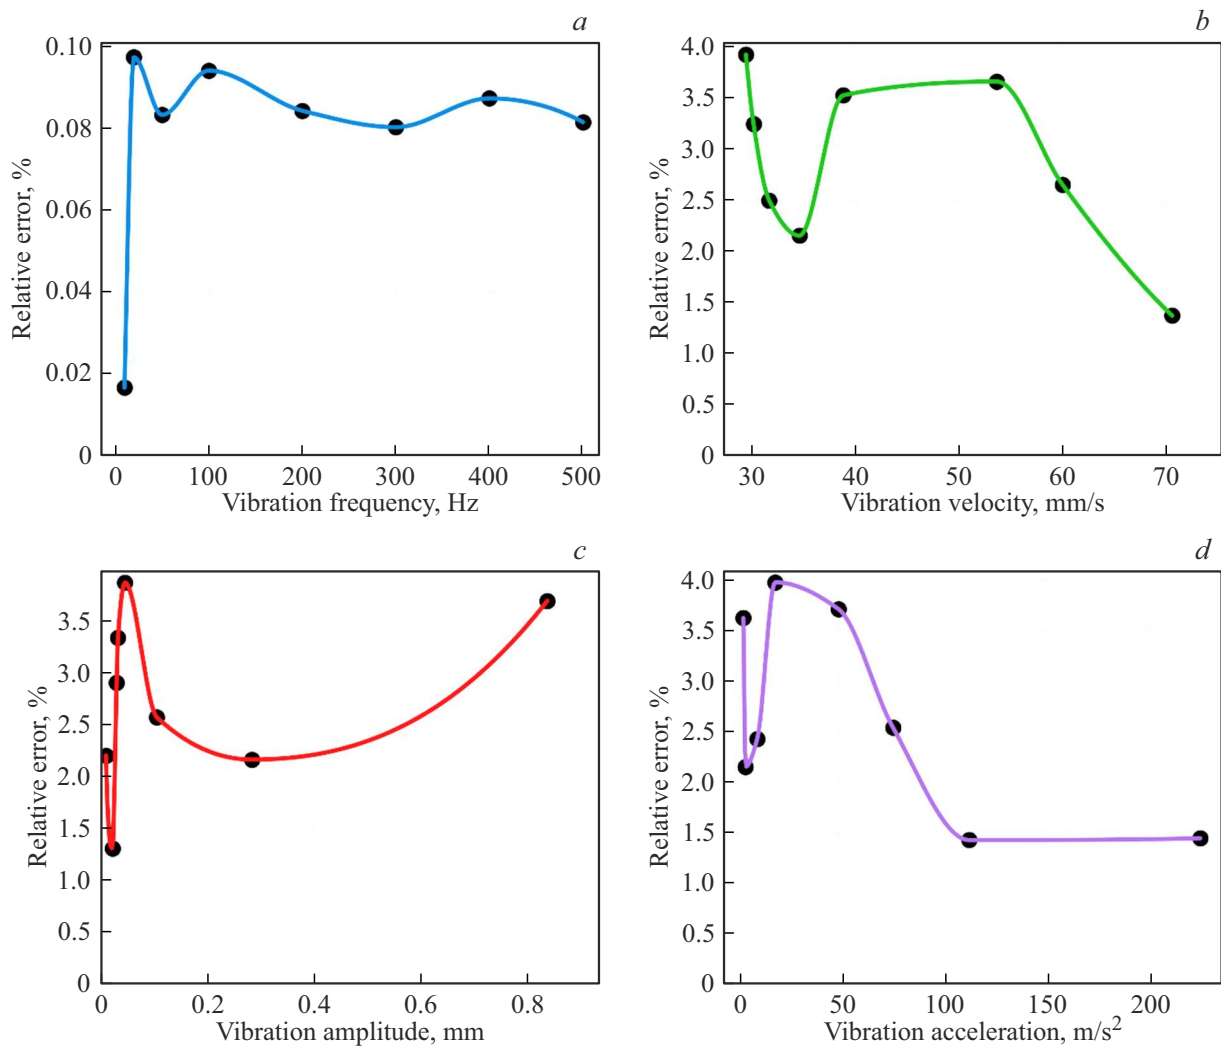 a
0.10
0.08
0.06
0.04
0.02
0
Relative error, %
0 100 200 300 400 500
Vibration frequency, Hz
b
4.0
3.5
3.0
2.5
2.0
1.5
1.0
0.5
0
Relative error, %
30 40 50 60 70
Vibration velocity, mm/s
c
3.5
3.0
2.5
2.0
1.5
1.0
0.5
0
Relative error, %
0 0.2 0.4 0.6 0.8
Vibration amplitude, mm
d
4.0
3.5
3.0
2.5
2.0
1.5
1.0
0.5
0
Relative error, %
0 50 100 150 200
Vibration acceleration, m/s²